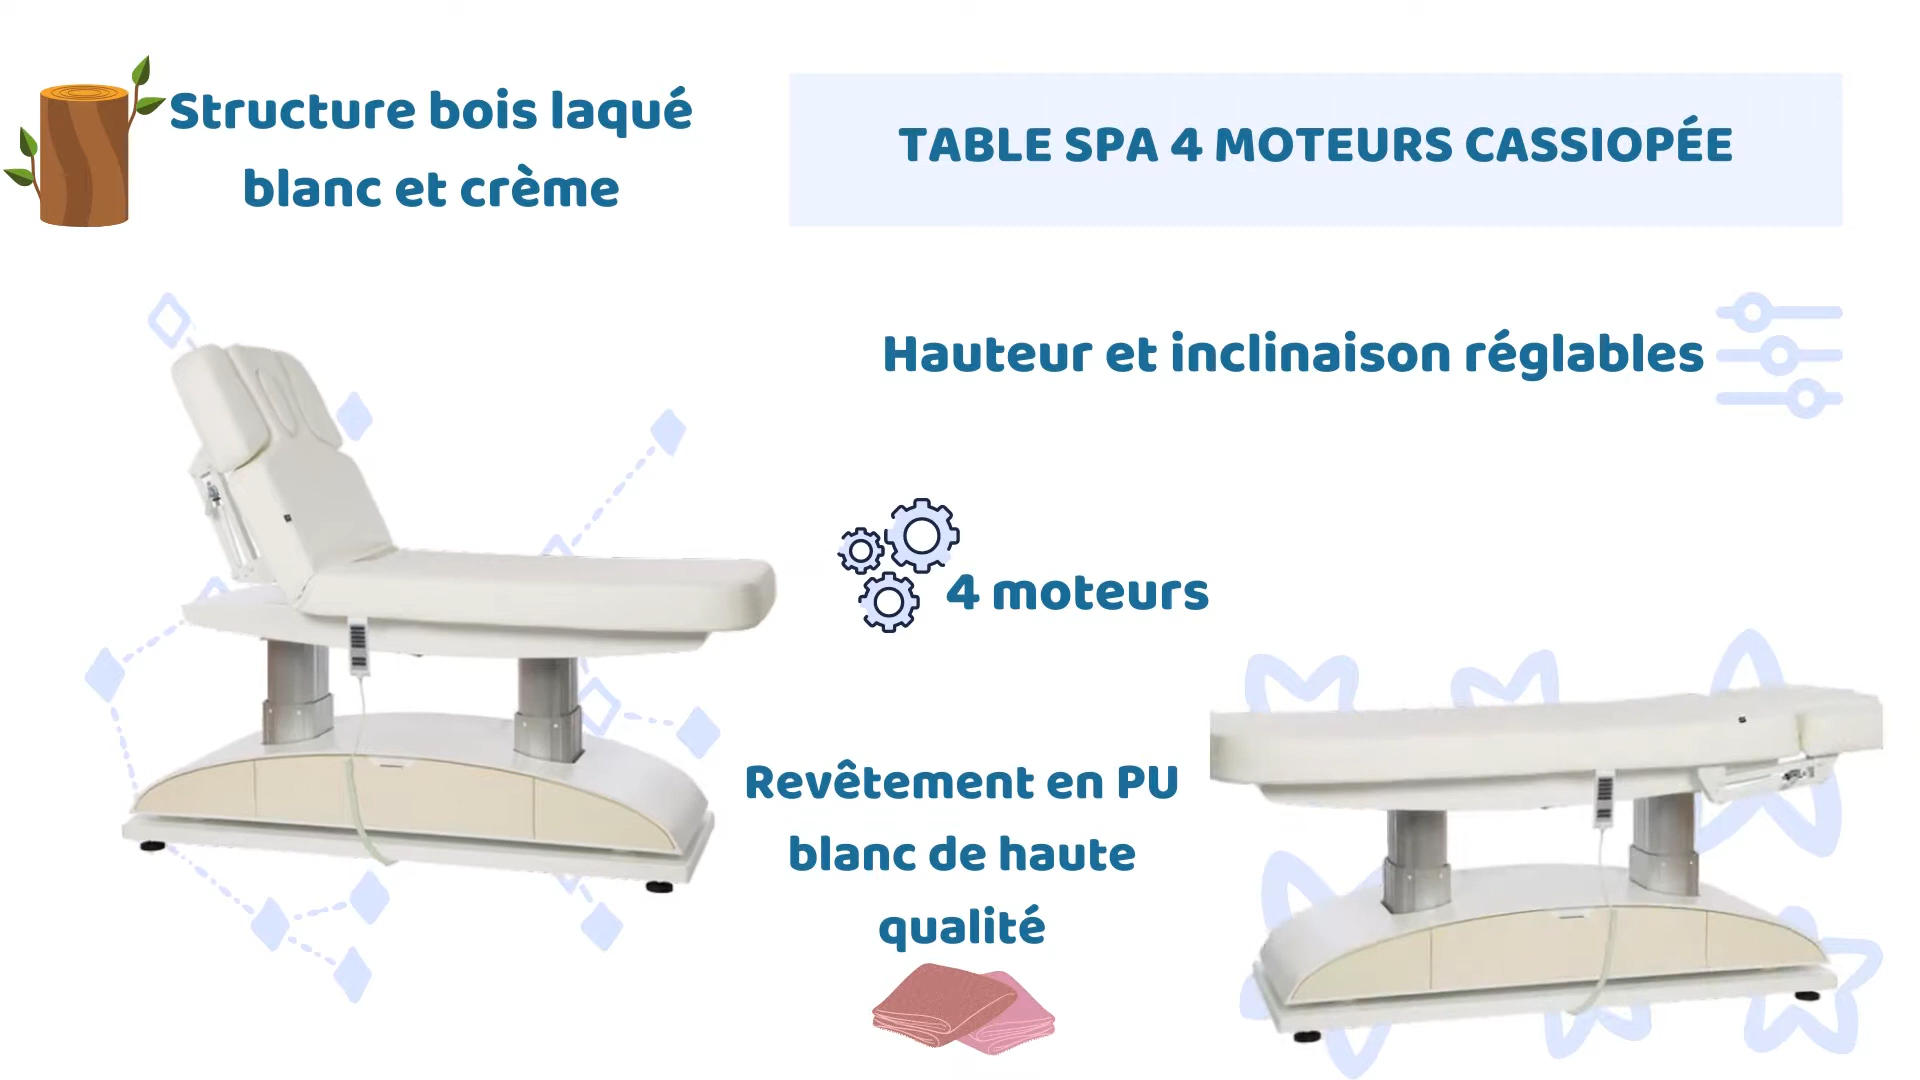 Structure bois laqué
blanc et crème
TABLE SPA 4 MOTEURS CASSIOPÉE
Hauteur et inclinaison réglables
4 moteurs
Revêtement en PU
blanc de haute
qualité